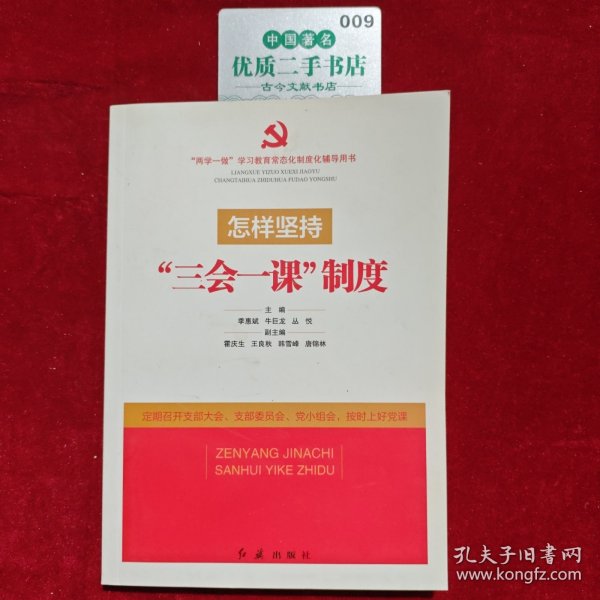 009
中国著名
优质二手书店
古今文献书店
“两学一做”学习教育常态化制度化辅导用书
LIANGXUE YIZUO XUEXI JIAOYU
CHANGTAIHUA ZHIDUHUA FUDAO YONGSHU
怎样坚持
“三会一课”制度
主 编
季惠斌 牛巨龙 丛 悦
副主编
霍庆生 王良秋 韩雪峰 唐锦林
定期召开支部大会、支部委员会、党小组会，按时上好党课
ZENYANG JINACHI
SANHUI YIKE ZHIDU
红旗出版社
孔夫子旧书网
www.kongfz.com